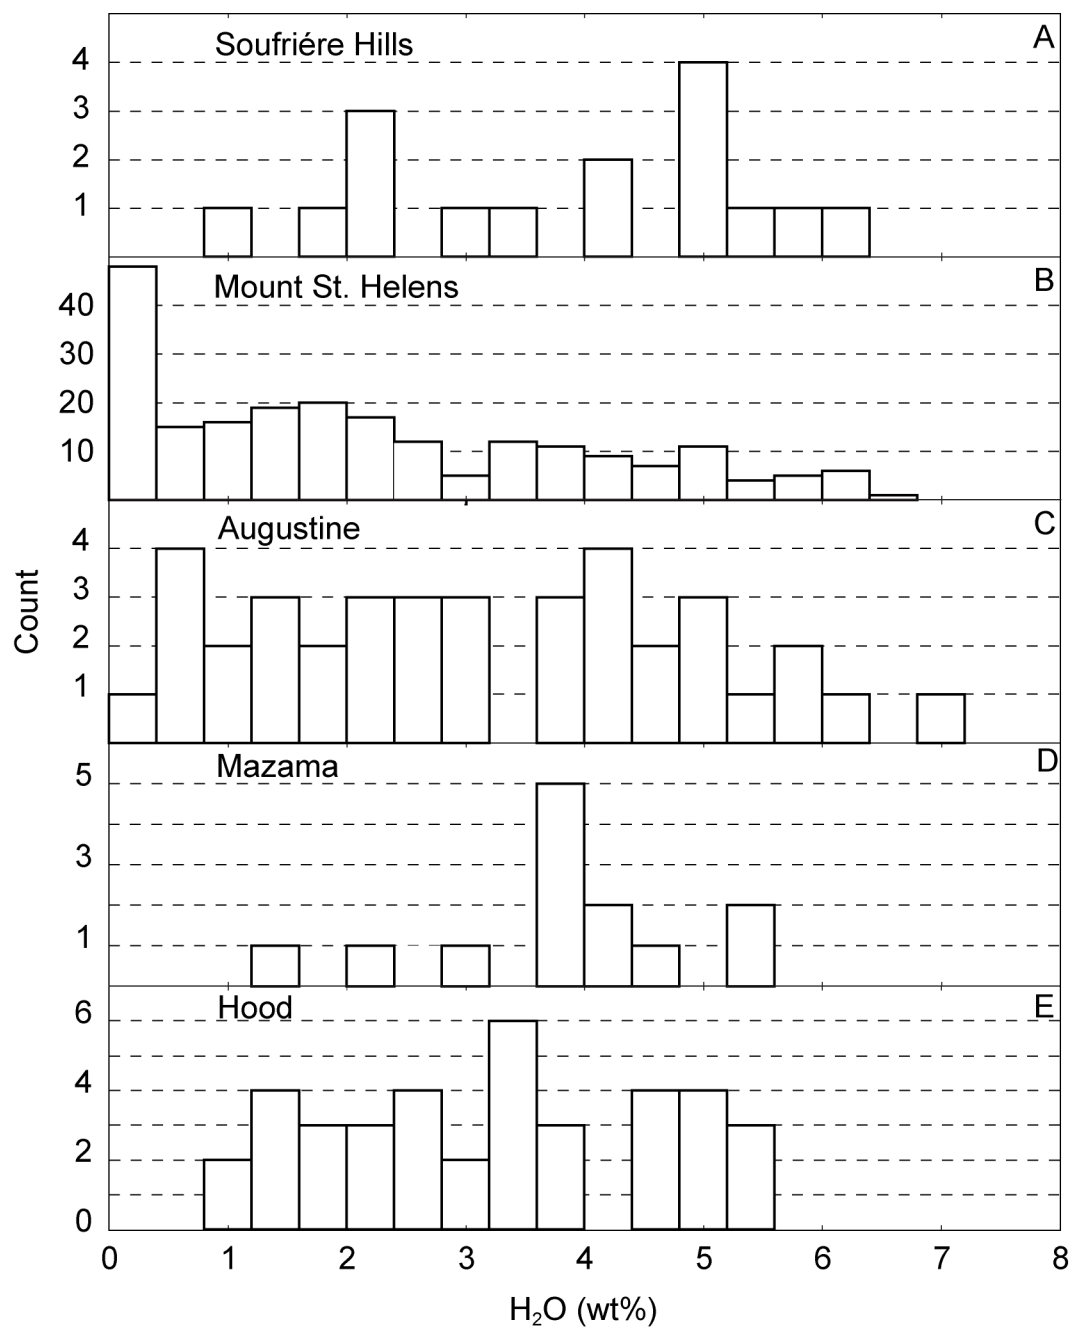 Soufriére Hills A
4
3
2
1
Mount St. Helens B
40
30
20
10
Augustine C
4
3
2
1
Count
Mazama D
5
3
1
Hood E
6
4
2
0
0 1 2 3 4 5 6 7 8
H₂O (wt%)